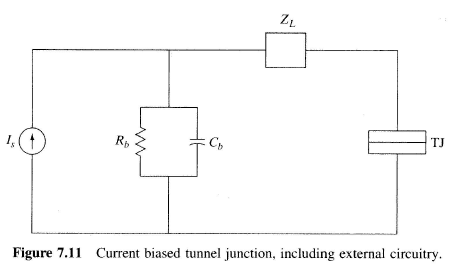 Z_L
I_s
R_b
C_b
TJ
Figure 7.11 Current biased tunnel junction, including external circuitry.